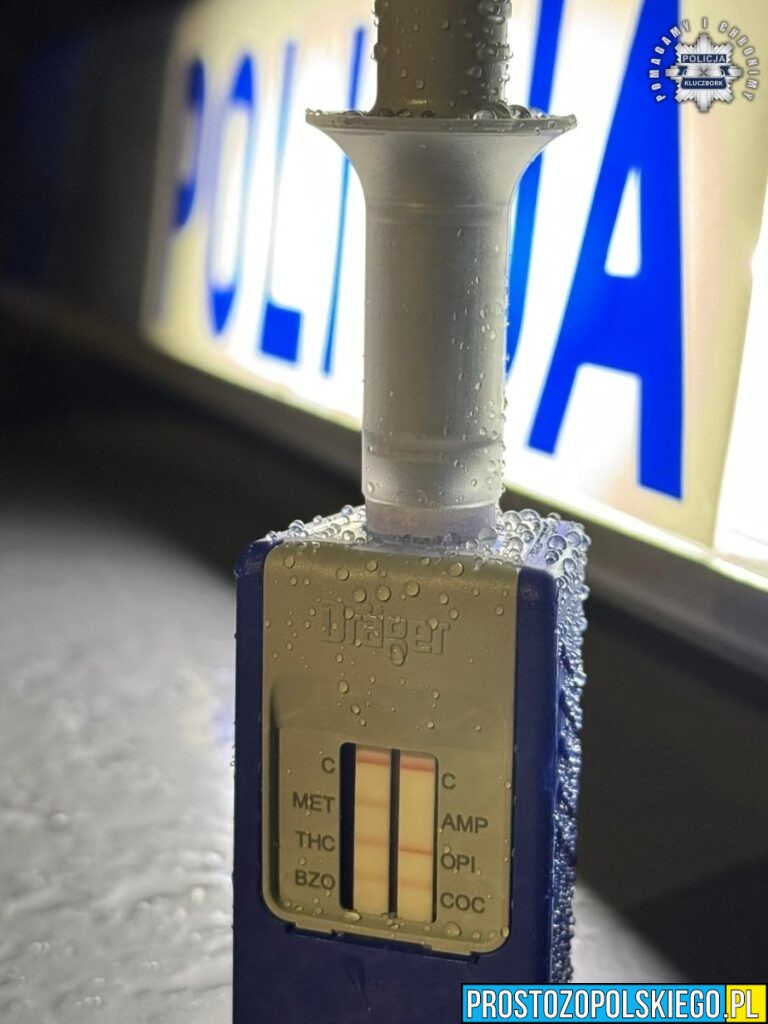 POMAGAMY I CHRONIMY
POLICJA
KLUCZBORK
POLICJA
Dräger
C
MET
THC
BZO
C
AMP
OPI
COC
PROSTOZOPOLSKIEGO.PL